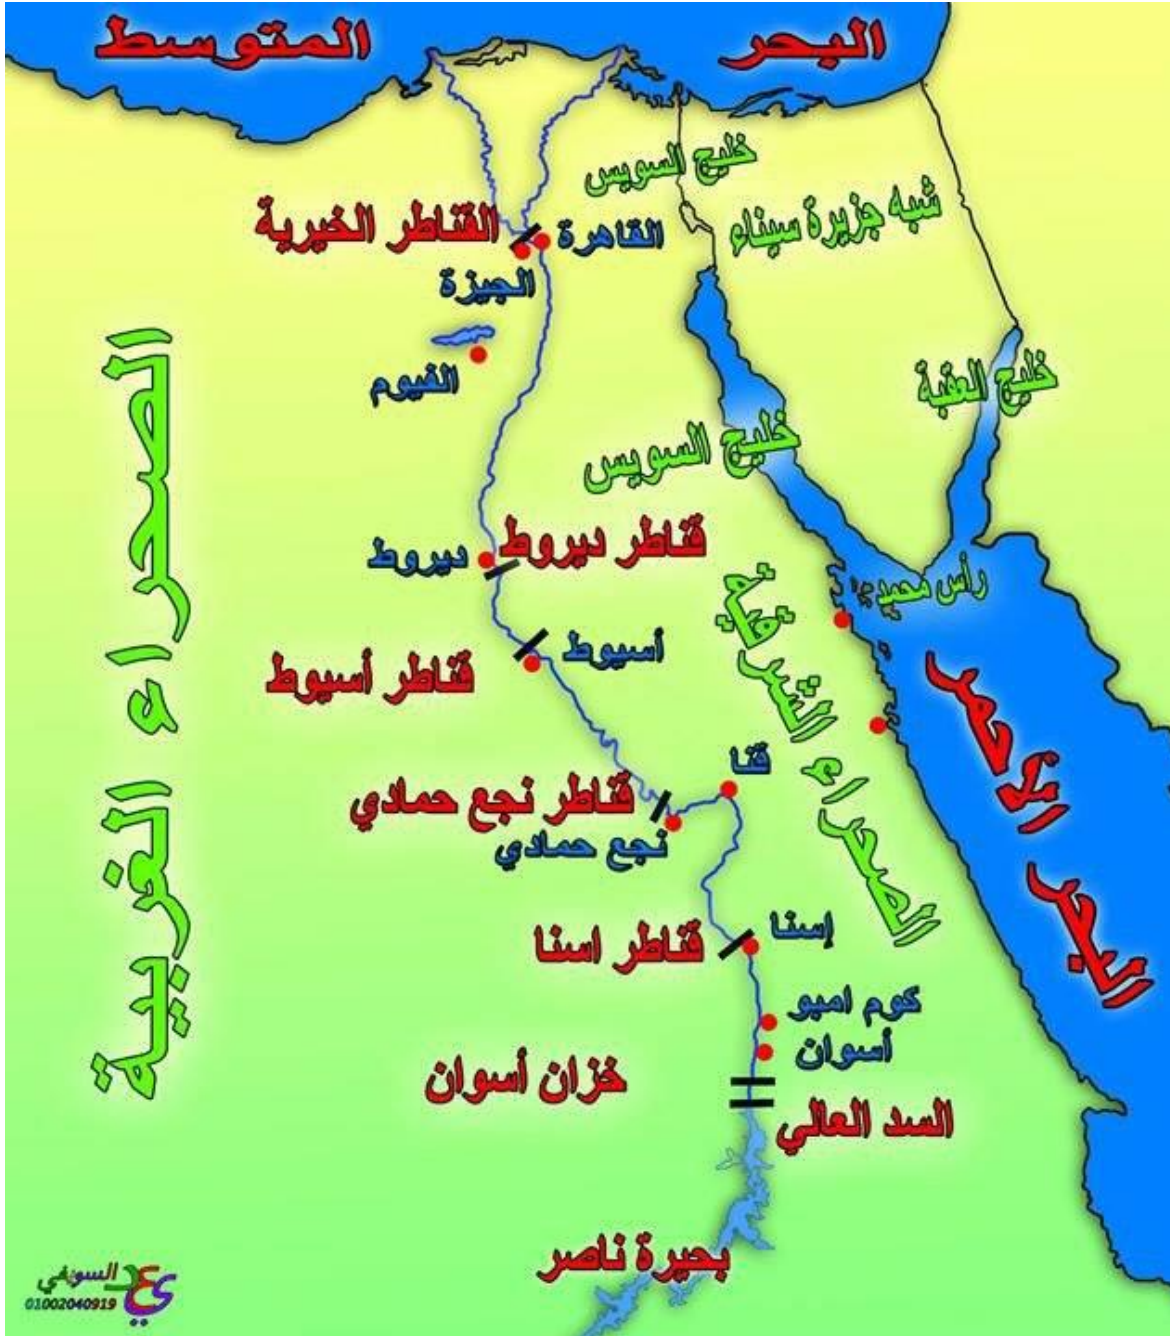 البحر المتوسط
خليج السويس
شبه جزيرة سيناء
القناطر الخيرية
القاهرة
الجيزة
الفيوم
خليج العقبة
خليج السويس
قناطر ديروط
ديروط
رأس محمد
أسيوط
قناطر أسيوط
الصحراء الشرقية
البحر الاحمر
الصحراء الغربية
قنا
قناطر نجع حمادي
نجع حمادي
إسنا
قناطر اسنا
كوم امبو
أسوان
خزان أسوان
السد العالي
بحيرة ناصر
السويفي
01002040919